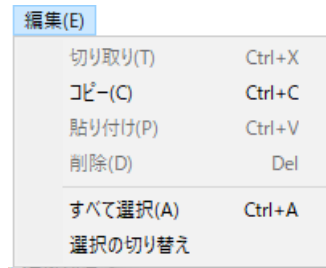 編集(E)
切り取り(T) Ctrl+X
コピー(C) Ctrl+C
貼り付け(P) Ctrl+V
削除(D) Del
すべて選択(A) Ctrl+A
選択の切り替え